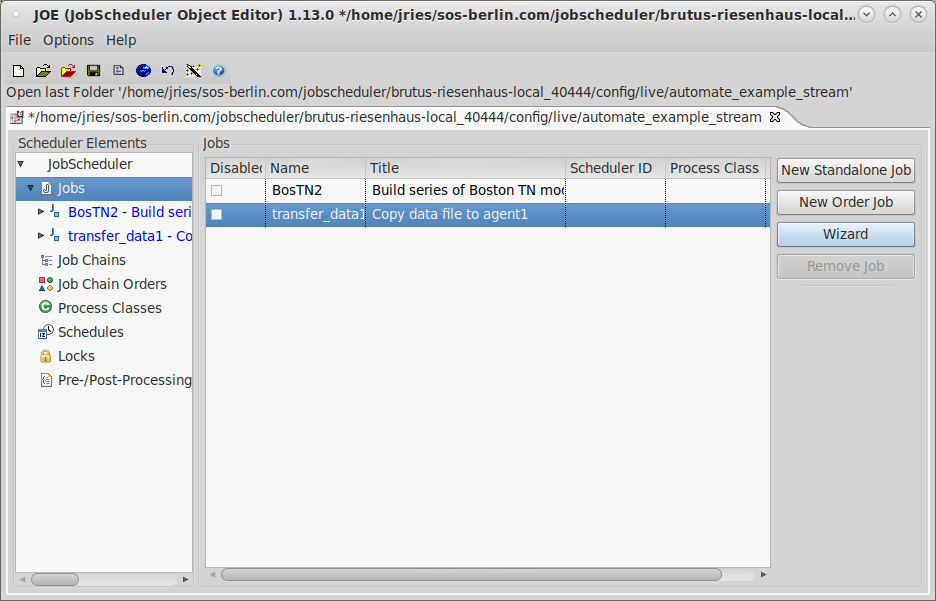 JOE (JobScheduler Object Editor) 1.13.0 */home/jries/sos-berlin.com/jobscheduler/brutus-riesenhaus-local...
File Options Help
Open last Folder '/home/jries/sos-berlin.com/jobscheduler/brutus-riesenhaus-local_40444/config/live/automate_example_stream'
*/home/jries/sos-berlin.com/jobscheduler/brutus-riesenhaus-local_40444/config/live/automate_example_stream
Scheduler Elements
JobScheduler
Jobs
BosTN2 - Build seri
transfer_data1 - Co
Job Chains
Job Chain Orders
Process Classes
Schedules
Locks
Pre-/Post-Processing
Jobs
Disabled Name Title Scheduler ID Process Class
BosTN2 Build series of Boston TN mod
transfer_data1 Copy data file to agent1
New Standalone Job
New Order Job
Wizard
Remove Job